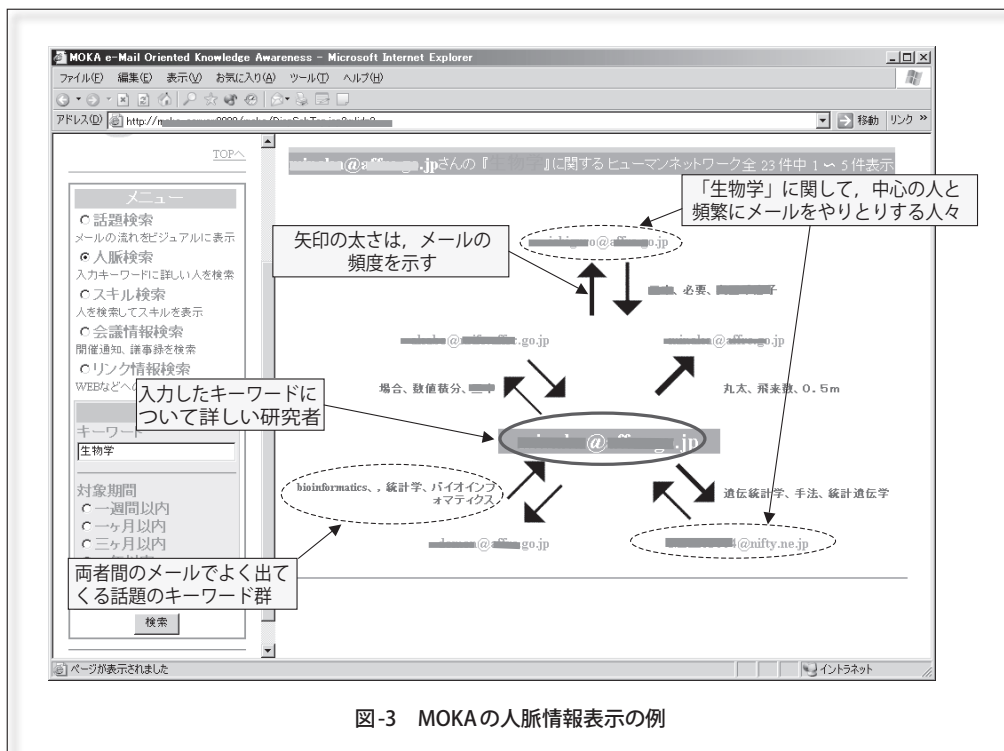 MOKA e-Mail Oriented Knowledge Awareness - Microsoft Internet Explorer
ファイル(F) 編集(E) 表示(V) お気に入り(A) ツール(T) ヘルプ(H)
アドレス(D) http://m
移動 リンク »
TOPへ
@a .jpさんの『生物学』に関するヒューマンネットワーク全 23件中 1 ～ 5件表示
メニュー
話題検索
メールの流れをビジュアルに表示
人脈検索
入力キーワードに詳しい人を検索
スキル検索
人を検索してスキルを表示
会議情報検索
開催通知、議事録を検索
リンク情報検索
WEBなどへの
キーワード
生物学
対象期間
一週間以内
一ヶ月以内
三ヶ月以内
検索
「生物学」に関して，中心の人と
頻繁にメールをやりとりする人々
矢印の太さは，メールの
頻度を示す
go.jp
、必要、
.go.jp
go.jp
場合、数値積分、
丸太、飛来数、0．5m
入力したキーワードに
ついて詳しい研究者
.jp
bioinformatics、，統計学、バイオインフ
ォマティクス
遺伝統計学、手法、統計遺伝学
go.jp
4@nifty.ne.jp
両者間のメールでよく出て
くる話題のキーワード群
ページが表示されました
イントラネット
図-3 MOKAの人脈情報表示の例